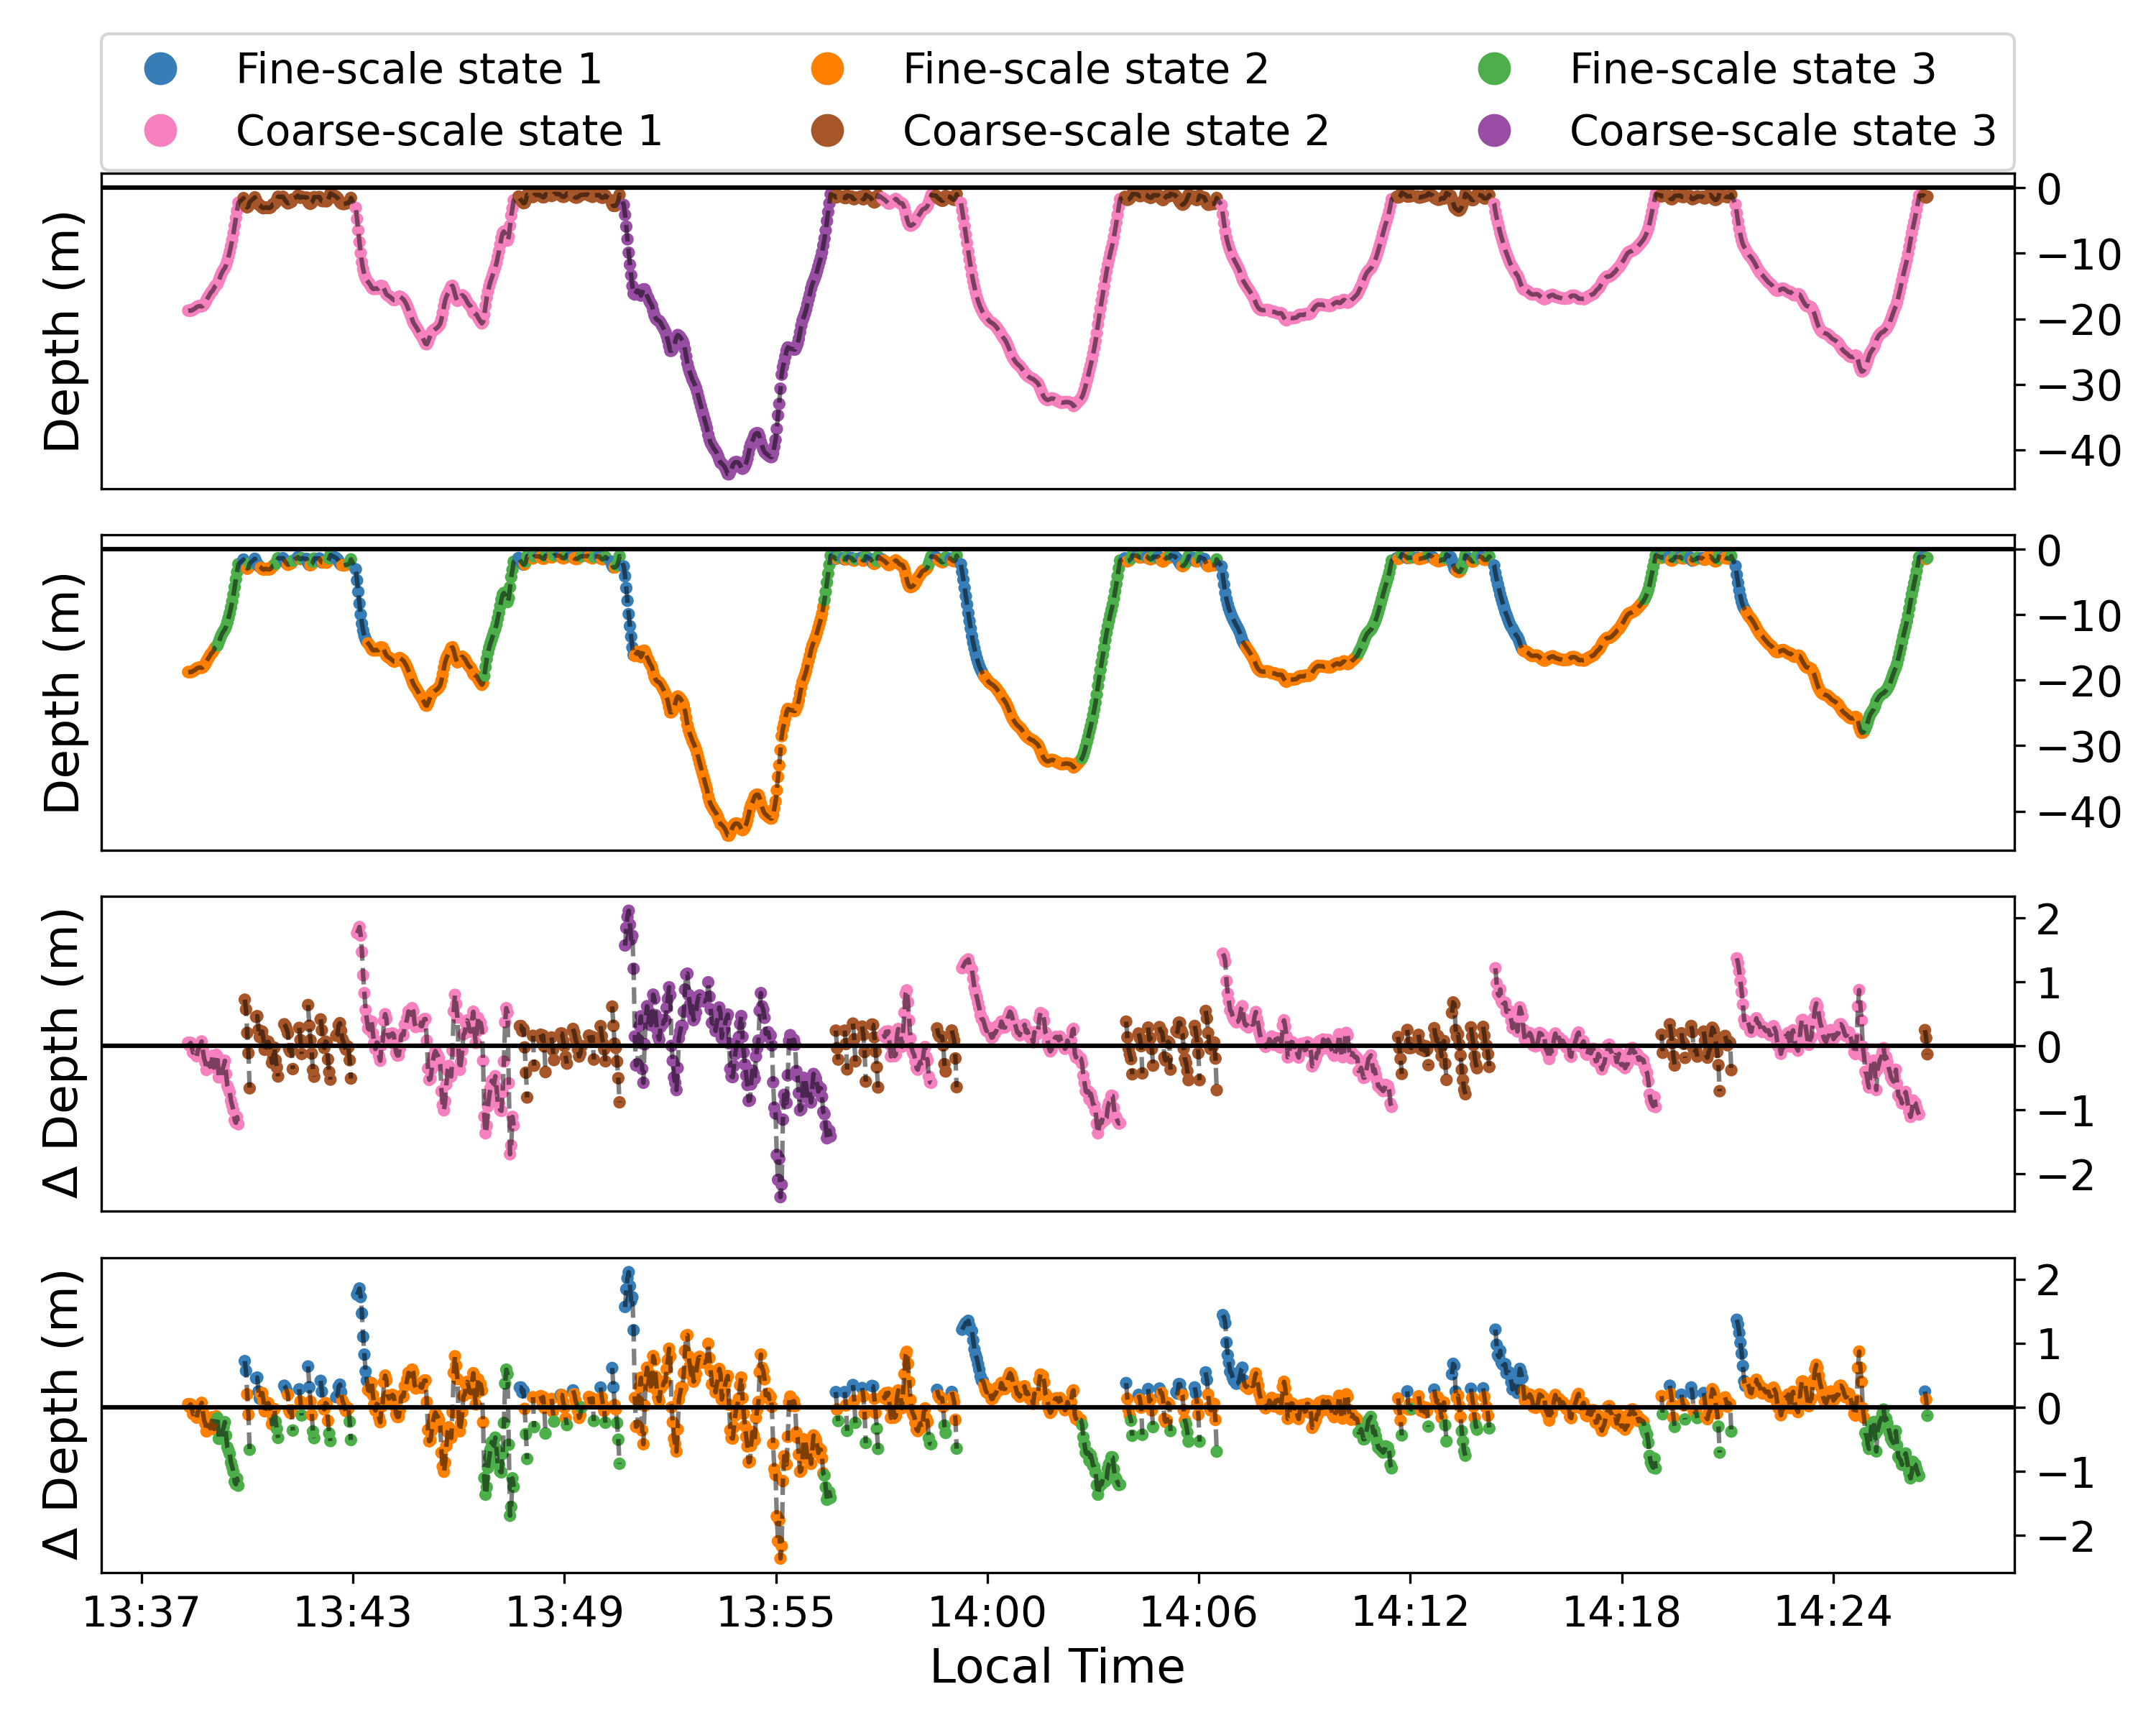 Fine-scale state 1 Fine-scale state 2 Fine-scale state 3
Coarse-scale state 1 Coarse-scale state 2 Coarse-scale state 3
Depth (m)
0
−10
−20
−30
−40
Depth (m)
0
−10
−20
−30
−40
Δ Depth (m)
2
1
0
−1
−2
Δ Depth (m)
2
1
0
−1
−2
13:37 13:43 13:49 13:55 14:00 14:06 14:12 14:18 14:24
Local Time